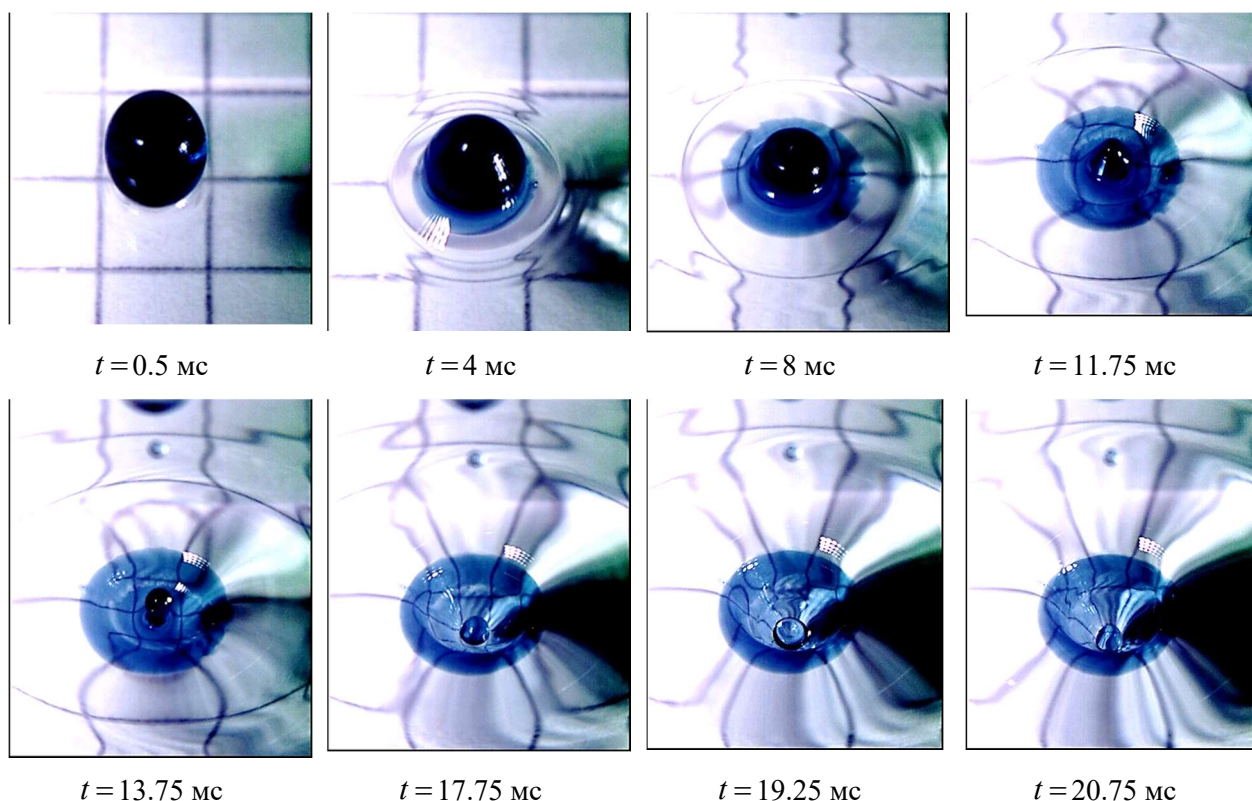 t = 0.5 мс
t = 4 мс
t = 8 мс
t = 11.75 мс
t = 13.75 мс
t = 17.75 мс
t = 19.25 мс
t = 20.75 мс